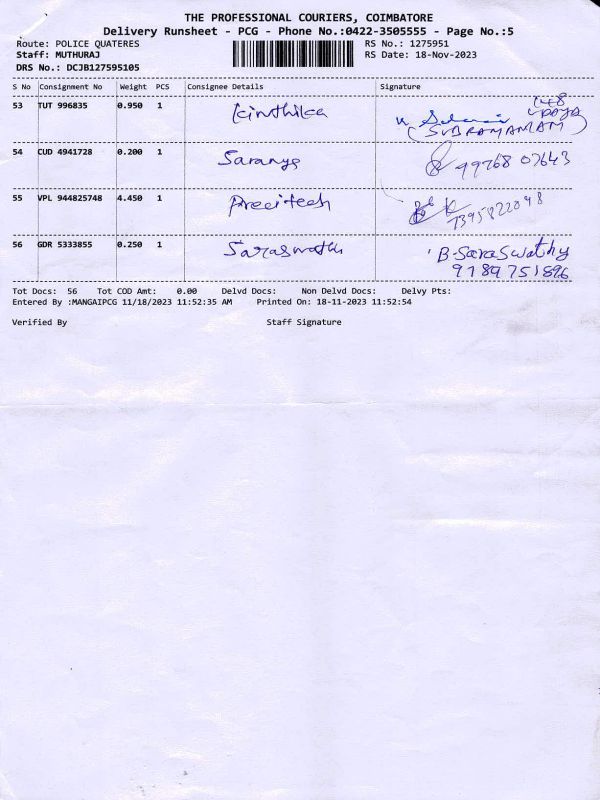 THE PROFESSIONAL COURIERS, COIMBATORE
Delivery Runsheet - PCG - Phone No.:0422-3505555 - Page No.:5
Route: POLICE QUATERES
RS No.: 1275951
Staff: MUTHURAJ
RS Date: 18-Nov-2023
DRS No.: DCJB127595105
S No Consignment No Weight PCS Consignee Details Signature
53 TUT 996835 0.950 1
(SUBRAMANIAM)
54 CUD 4941728 0.200 1 Saranya 99768 07643
55 VPL 944825748 4.450 1 Preeitech
56 GDR 5333855 0.250 1 Saraswathi B-Saraswathy
9189751896
Tot Docs: 56 Tot COD Amt: 0.00 Delvd Docs: Non Delvd Docs: Delvy Pts:
Entered By :MANGAIPCG 11/18/2023 11:52:35 AM Printed On: 18-11-2023 11:52:54
Verified By Staff Signature